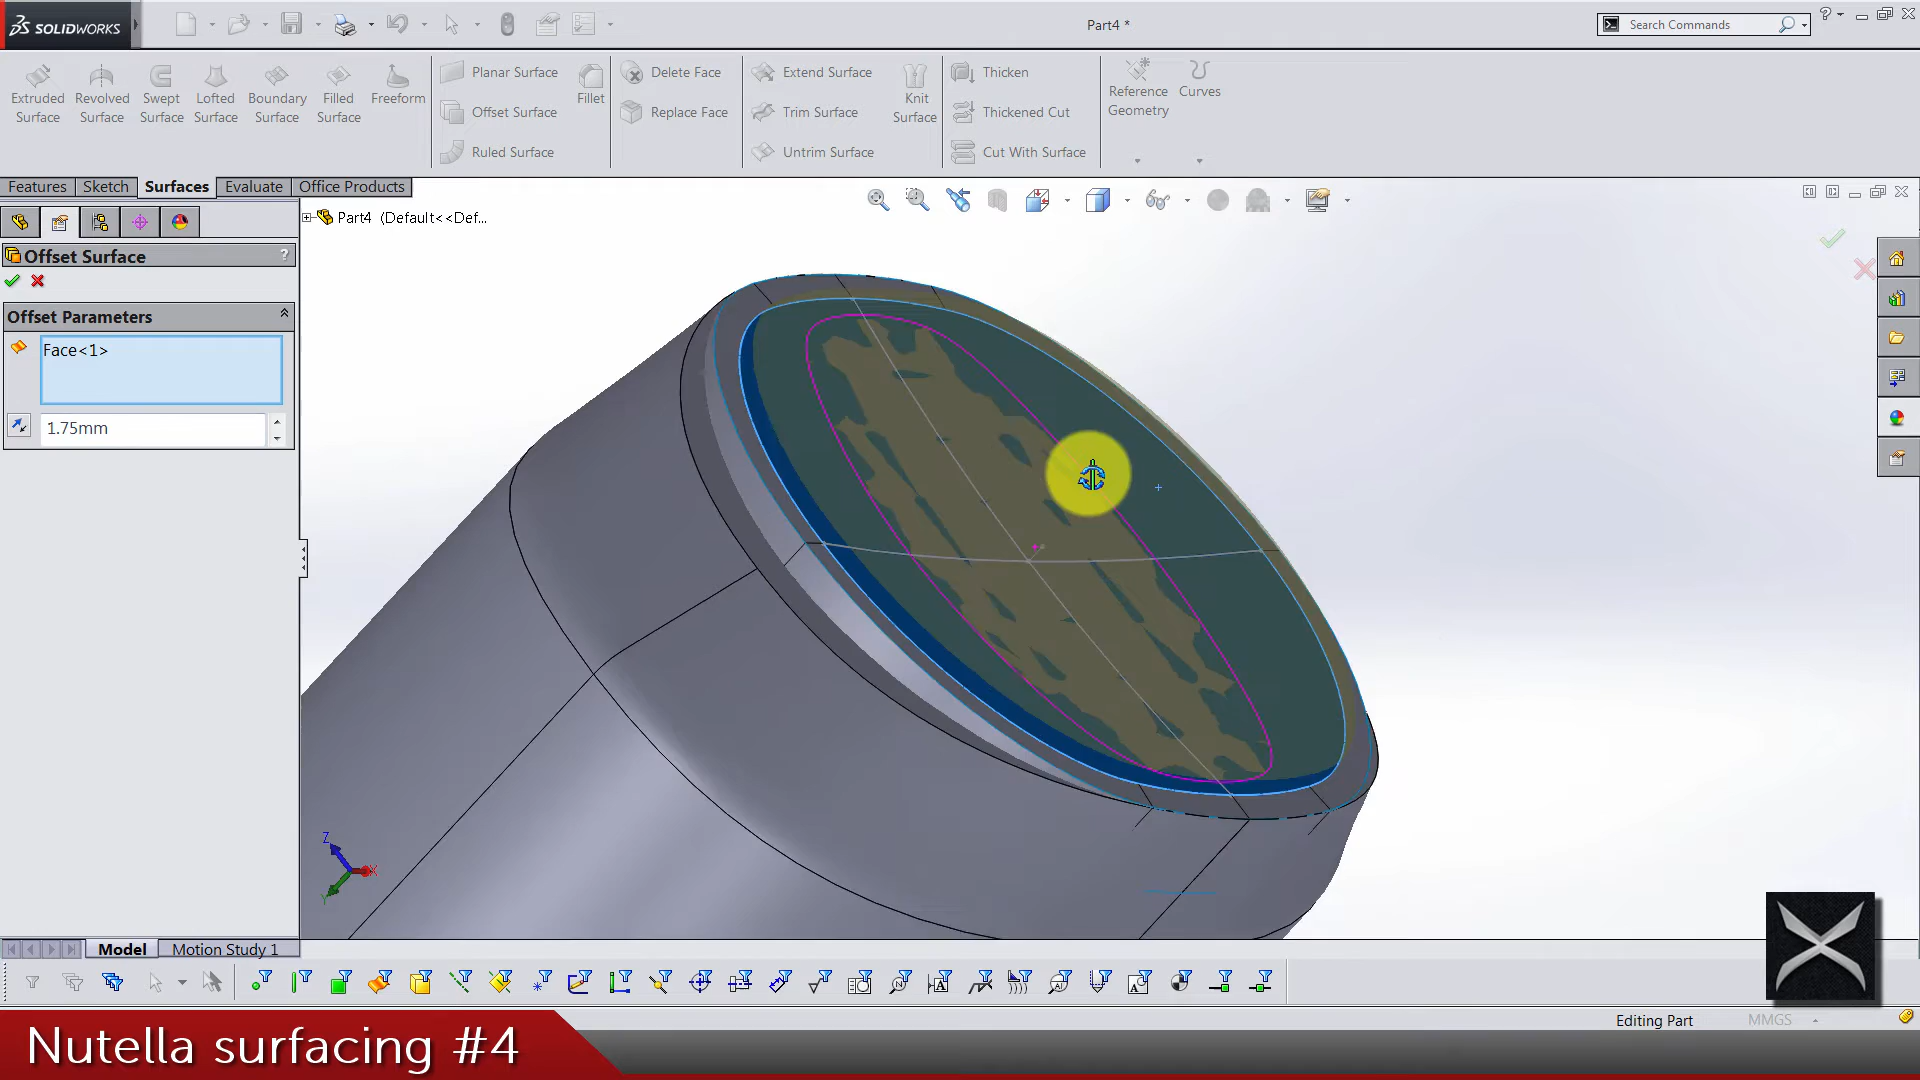 SOLIDWORKS
Part4 *
Search Commands
Extruded Surface
Revolved Surface
Swept Surface
Lofted Surface
Boundary Surface
Filled Surface
Freeform
Planar Surface
Offset Surface
Ruled Surface
Fillet
Delete Face
Replace Face
Extend Surface
Trim Surface
Untrim Surface
Knit Surface
Thicken
Thickened Cut
Cut With Surface
Reference Geometry
Curves
Features
Sketch
Surfaces
Evaluate
Office Products
Part4 (Default<<Def...
Offset Surface
?
Offset Parameters
Face<1>
1.75mm
Z
X
Y
Model
Motion Study 1
Editing Part
MMGS
Nutella surfacing #4